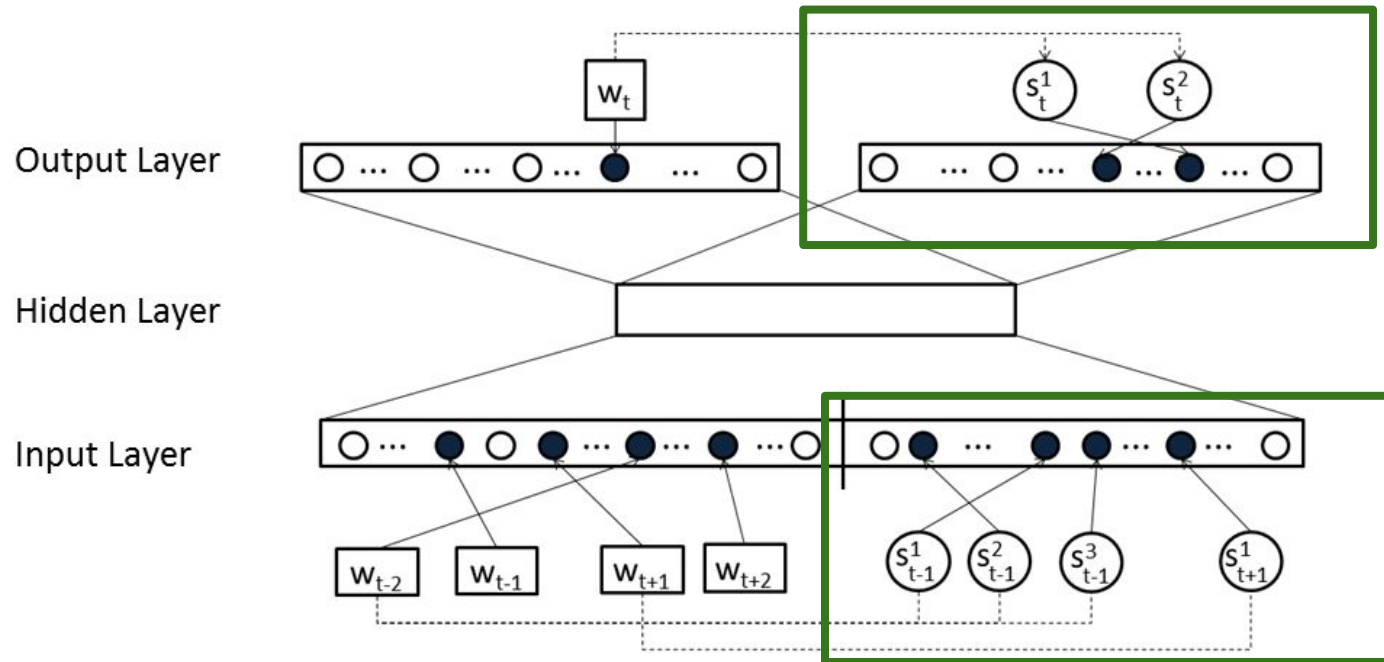 w_t s_t^1 s_t^2
Output Layer
... ... ... ... ... ... ... ...
Hidden Layer
Input Layer
... ... ... ... ... ... ...
w_{t-2} w_{t-1} w_{t+1} w_{t+2} s_{t-1}^1 s_{t-1}^2 s_{t-1}^3 s_{t+1}^1